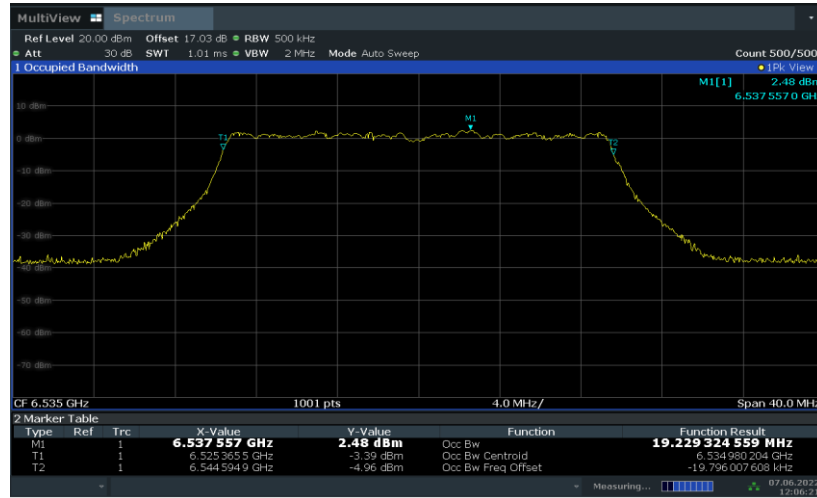 MultiView Spectrum
Ref Level 20.00 dBm Offset 17.03 dB RBW 500 kHz
Att 30 dB SWT 1.01 ms VBW 2 MHz Mode Auto Sweep Count 500/500
1 Occupied Bandwidth 1Pk View
M1[1] 2.48 dBm
6.537 557 0 GH
10 dBm
M1
0 dBm
T1
T2
-10 dBm
-20 dBm
-30 dBm
-40 dBm
-50 dBm
-60 dBm
-70 dBm
CF 6.535 GHz 1001 pts 4.0 MHz/ Span 40.0 MHz
2 Marker Table
Type Ref Trc X-Value Y-Value Function Function Result
M1 1 6.537 557 GHz 2.48 dBm Occ Bw 19.229 324 559 MHz
T1 1 6.525 365 5 GHz -3.39 dBm Occ Bw Centroid 6.534 980 204 GHz
T2 1 6.544 594 9 GHz -4.96 dBm Occ Bw Freq Offset -19.796 007 608 kHz
Measuring... 07.06.2022
12:06:21